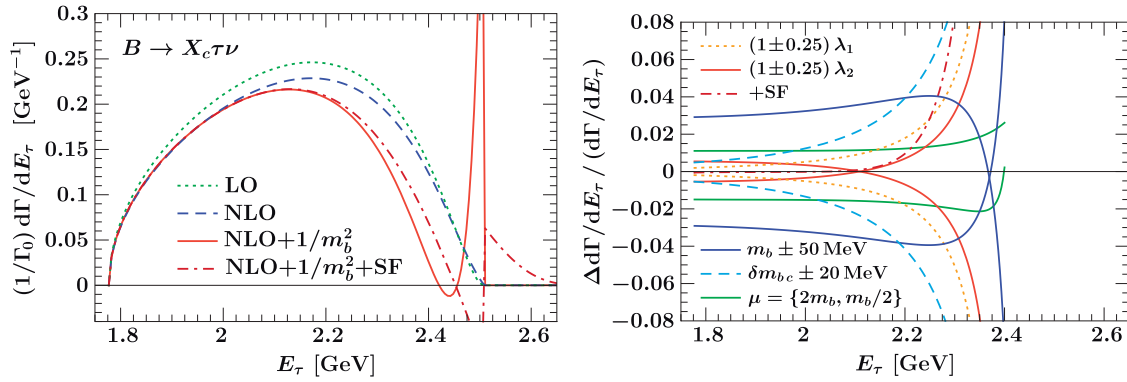 B → X_c τν
(1/Γ_0) dΓ/dE_τ [GeV^{-1}]
0.3
0.25
0.2
0.15
0.1
0.05
0
LO
NLO
NLO+1/m_b^2
NLO+1/m_b^2+SF
1.8 2 2.2 2.4 2.6
E_τ [GeV]
ΔdΓ/dE_τ / (dΓ/dE_τ)
0.08
0.06
0.04
0.02
0
−0.02
−0.04
−0.06
−0.08
(1±0.25) λ_1
(1±0.25) λ_2
+SF
m_b ± 50 MeV
δm_{bc} ± 20 MeV
μ = {2m_b, m_b/2}
1.8 2 2.2 2.4 2.6
E_τ [GeV]